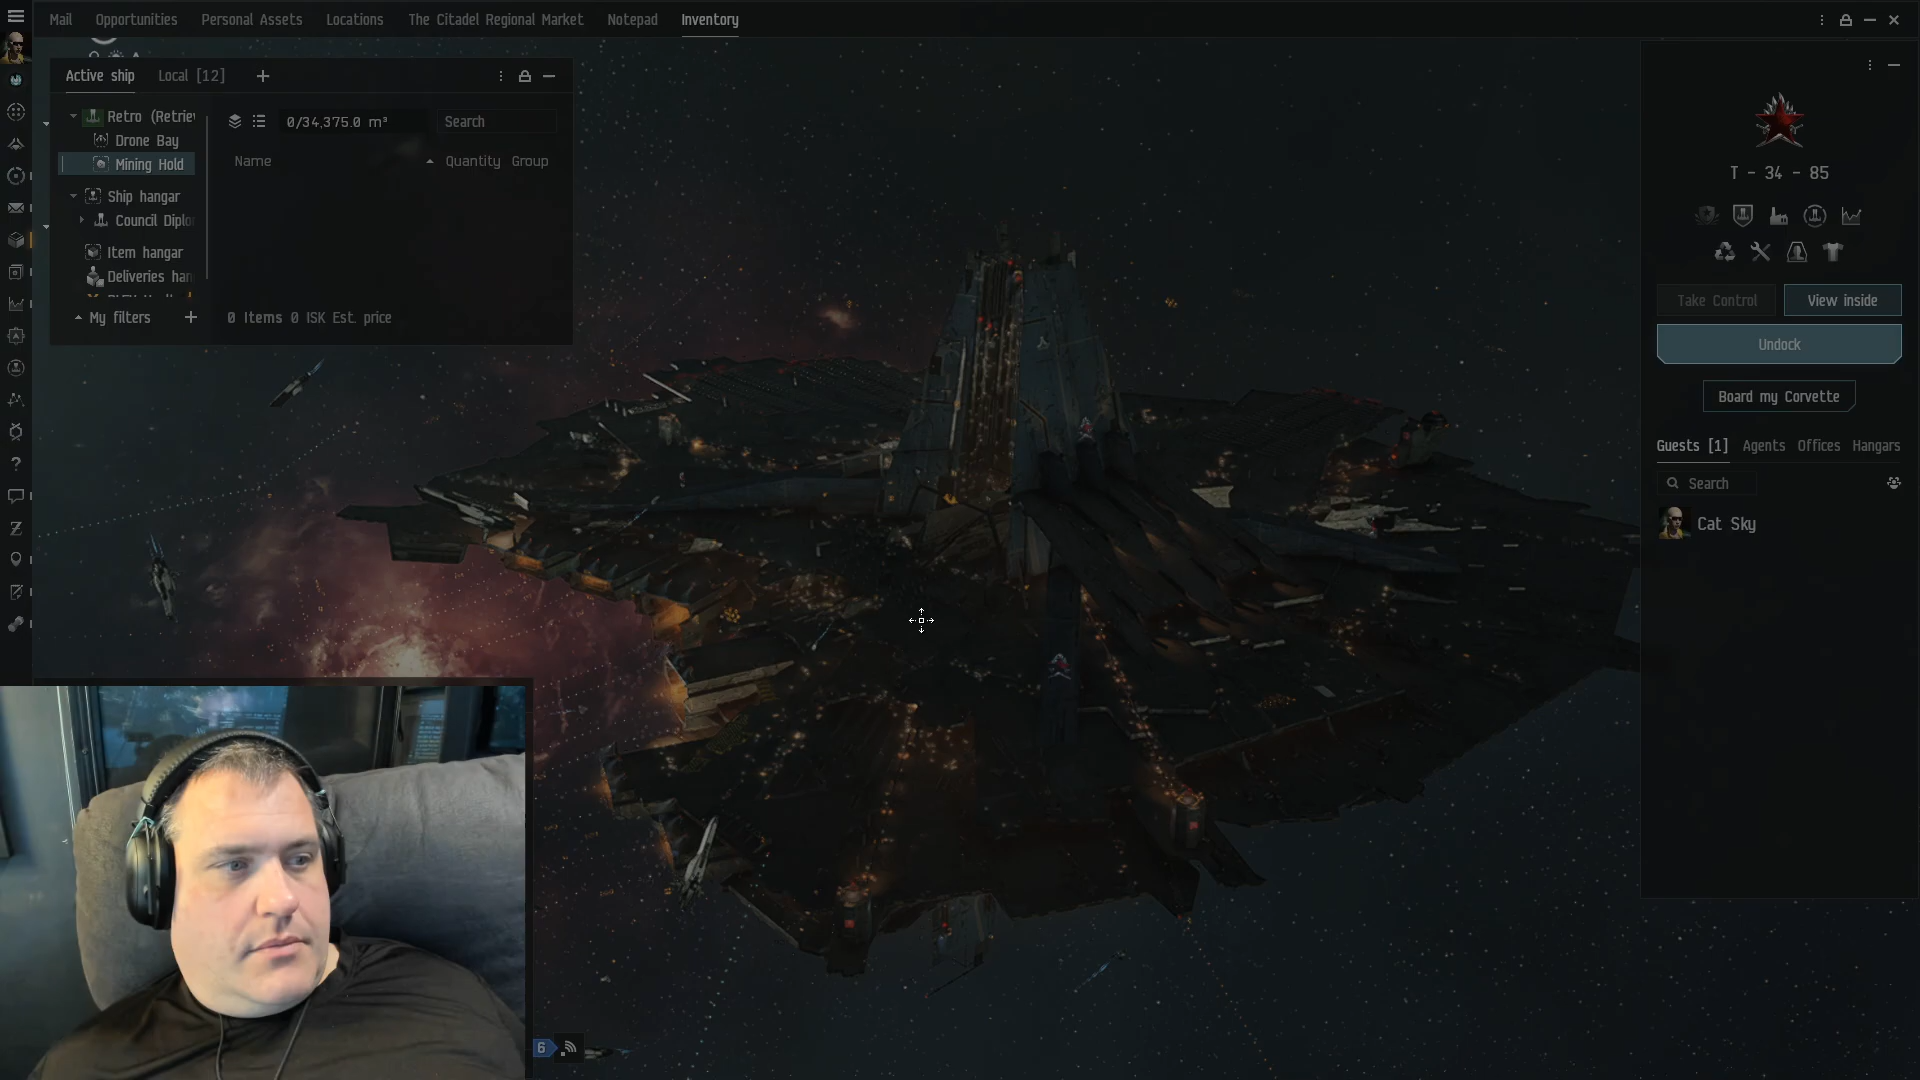 Mail Opportunities Personal Assets Locations The Citadel Regional Market Notepad Inventory
Active ship Local [12]
Retro (Retrie
Drone Bay
Mining Hold
Ship hangar
Council Diplo
Item hangar
Deliveries han
My filters
0/34,375.0 m³ Search
Name Quantity Group
0 Items 0 ISK Est. price
T - 34 - 85
Take Control View inside
Undock
Board my Corvette
Guests [1] Agents Offices Hangars
Search
Cat Sky
6